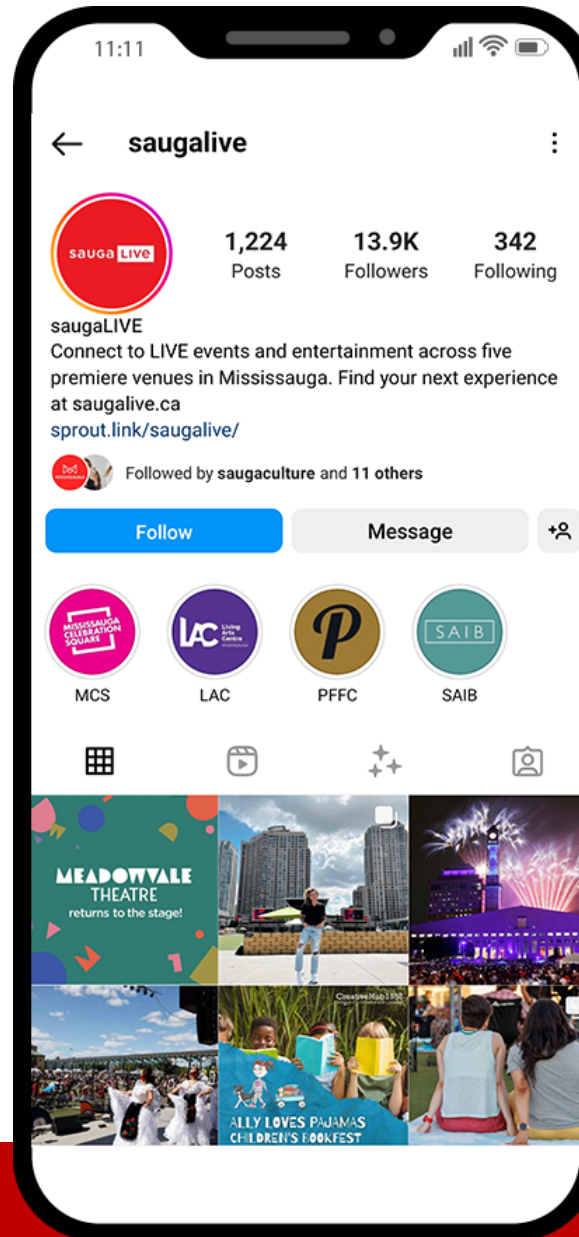 11:11
saugalive
sauga LIVE
1,224
13.9K
342
Posts
Followers
Following
saugaLIVE
Connect to LIVE events and entertainment across five
premiere venues in Mississauga. Find your next experience
at saugalive.ca
sprout.link/saugalive/
Followed by saugaculture and 11 others
Follow
Message
MISSISSAUGA
CELEBRATION
SQUARE
LAC Living
Arts
Centre
P
SAIB
MCS
LAC
PFFC
SAIB
MEADOWVALE
THEATRE
returns to the stage!
CreativeHub 1352
ALLY LOVES PAJAMAS
CHILDREN'S BOOKFEST